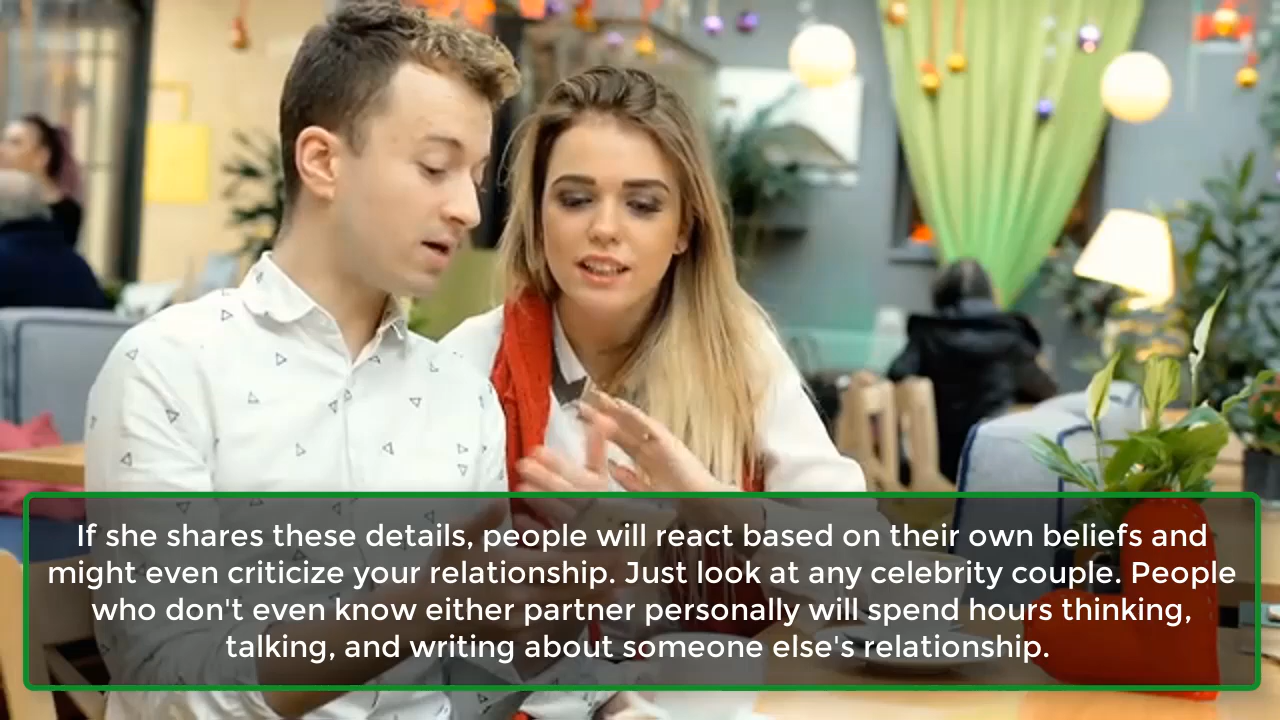 If she shares these details, people will react based on their own beliefs and
might even criticize your relationship. Just look at any celebrity couple. People
who don't even know either partner personally will spend hours thinking,
talking, and writing about someone else's relationship.